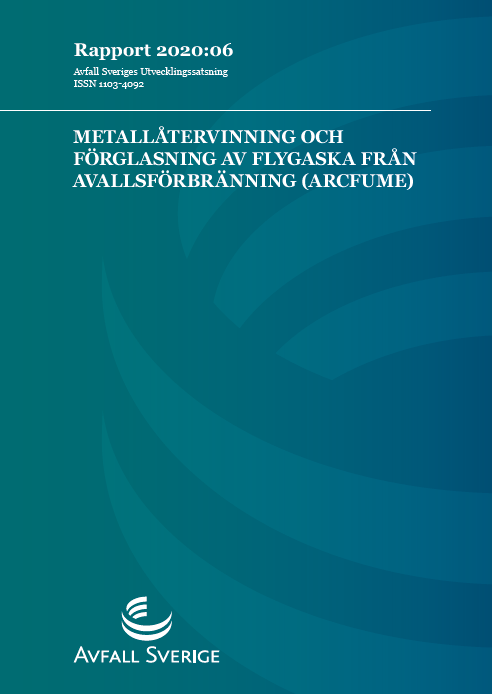 Rapport 2020:06
Avfall Sveriges Utvecklingssatsning
ISSN 1103-4092
METALLÅTERVINNING OCH
FÖRGLASNING AV FLYGASKA FRÅN
AVALLSFÖRBRÄNNING (ARCFUME)
AVFALL SVERIGE